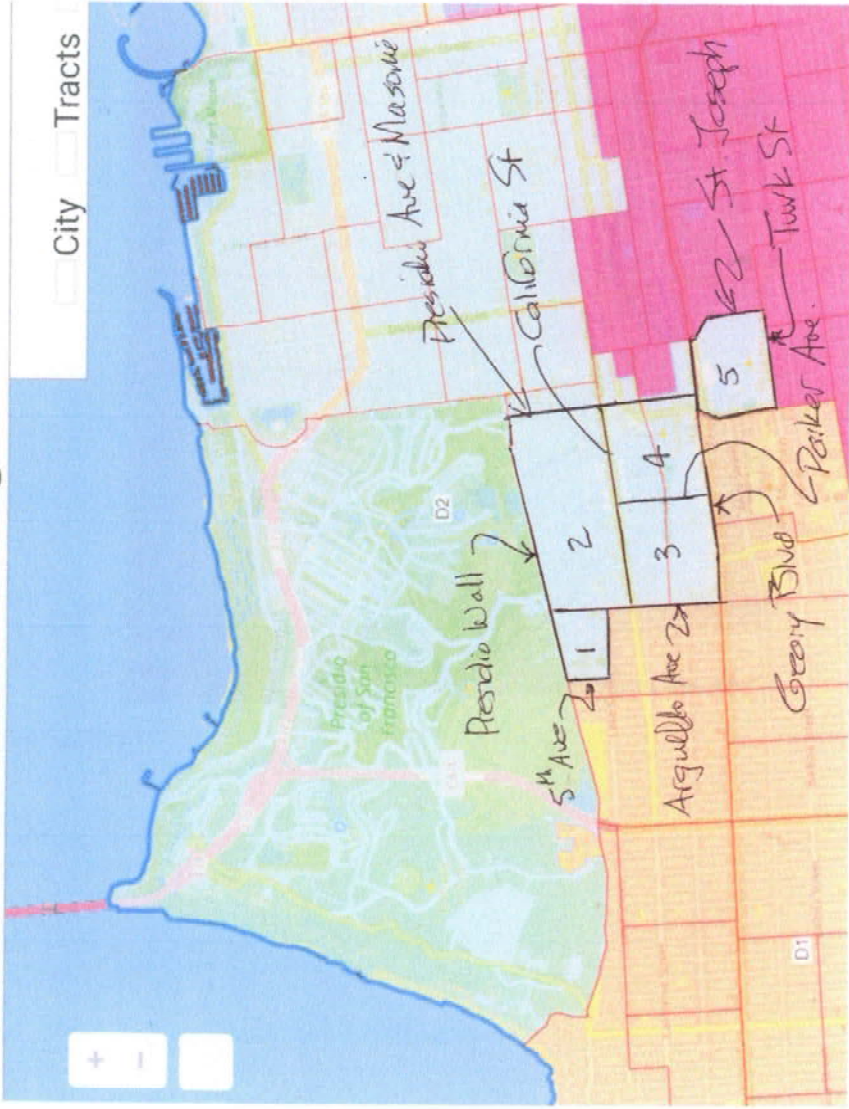 City
Tracts
+
−
Presidio Ave & Masonic
California St
Presidio Wall
Presidio
of San
Francisco
D2
5th Ave
1
2
3
4
5
St. Joseph
Turk St
Parker Ave.
Geary Blvd
Arguello Ave
D1